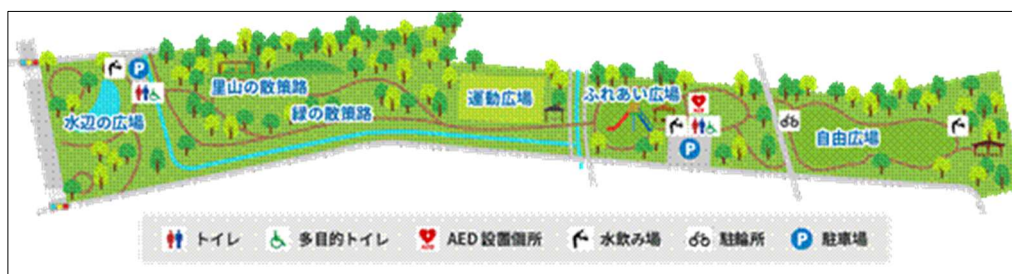 P
里山の散策路
水辺の広場
緑の散策路
運動広場
ふれあい広場
P
自由広場
トイレ
多目的トイレ
AED
AED設置個所
水飲み場
駐輪所
P
駐車場